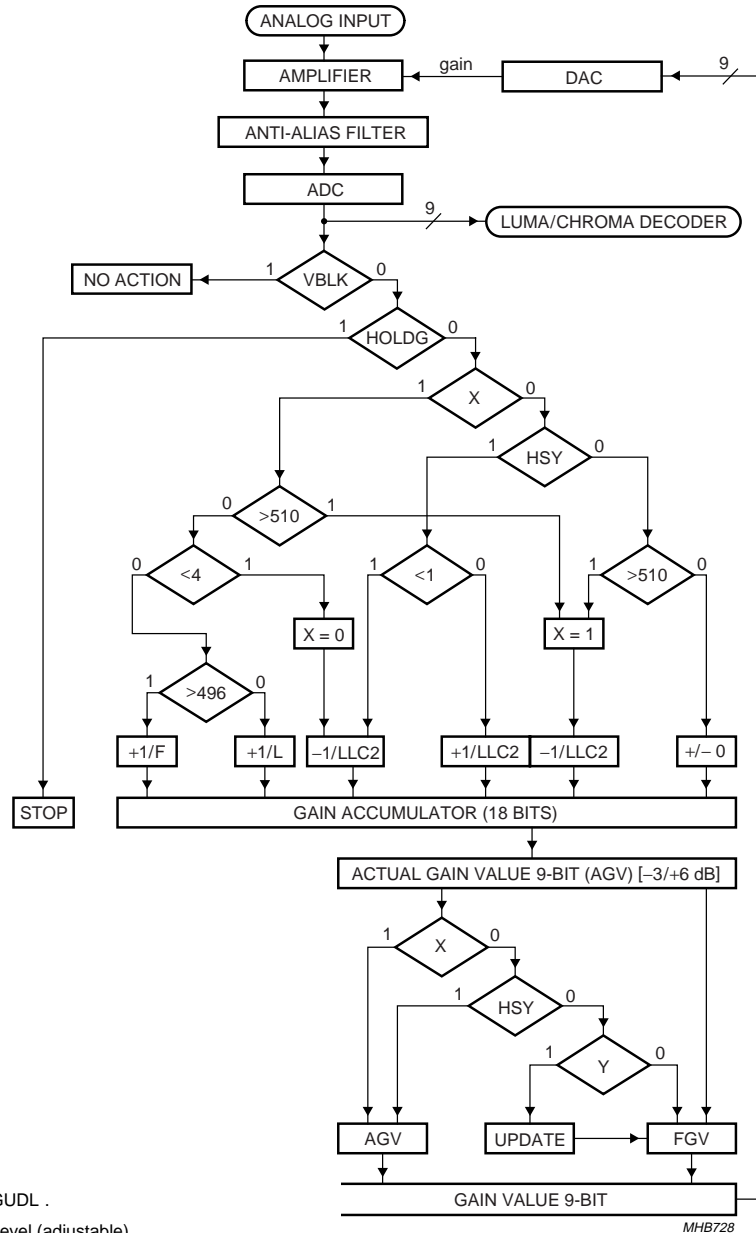 ANALOG INPUT
AMPLIFIER
gain
DAC
9
ANTI-ALIAS FILTER
ADC
9
LUMA/CHROMA DECODER
NO ACTION
1
VBLK
0
1
HOLDG
0
1
X
0
1
HSY
0
0
>510
1
0
<4
1
1
<1
0
1
>510
0
X = 0
X = 1
1
>496
0
+1/F
+1/L
−1/LLC2
+1/LLC2
−1/LLC2
+/− 0
STOP
GAIN ACCUMULATOR (18 BITS)
ACTUAL GAIN VALUE 9-BIT (AGV) [−3/+6 dB]
1
X
0
1
HSY
0
1
Y
0
AGV
UPDATE
FGV
GUDL .
GAIN VALUE 9-BIT
evel (adjustable)
MHB728